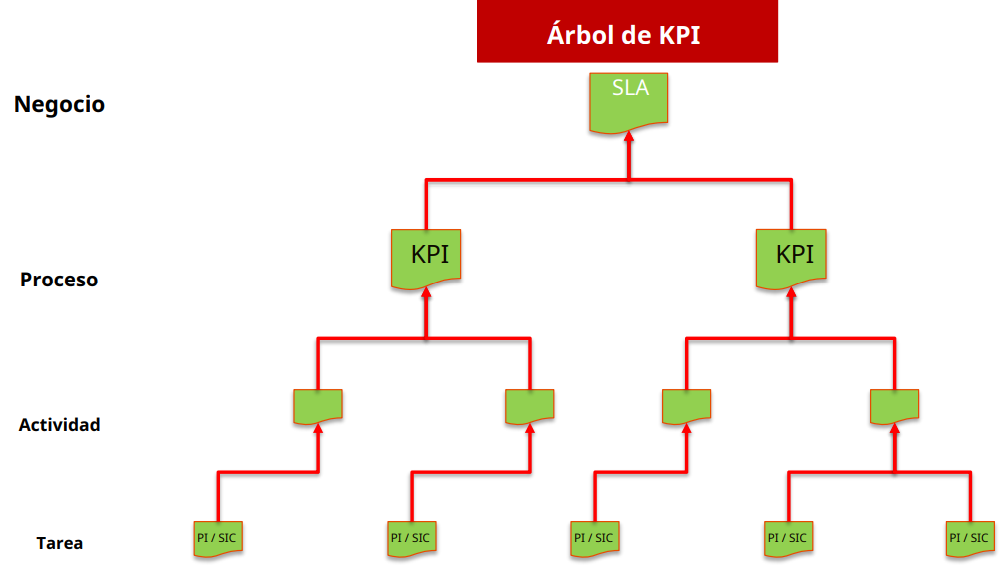 Árbol de KPI
SLA
Negocio
KPI
KPI
Proceso
Actividad
PI / SIC
PI / SIC
PI / SIC
PI / SIC
PI / SIC
Tarea